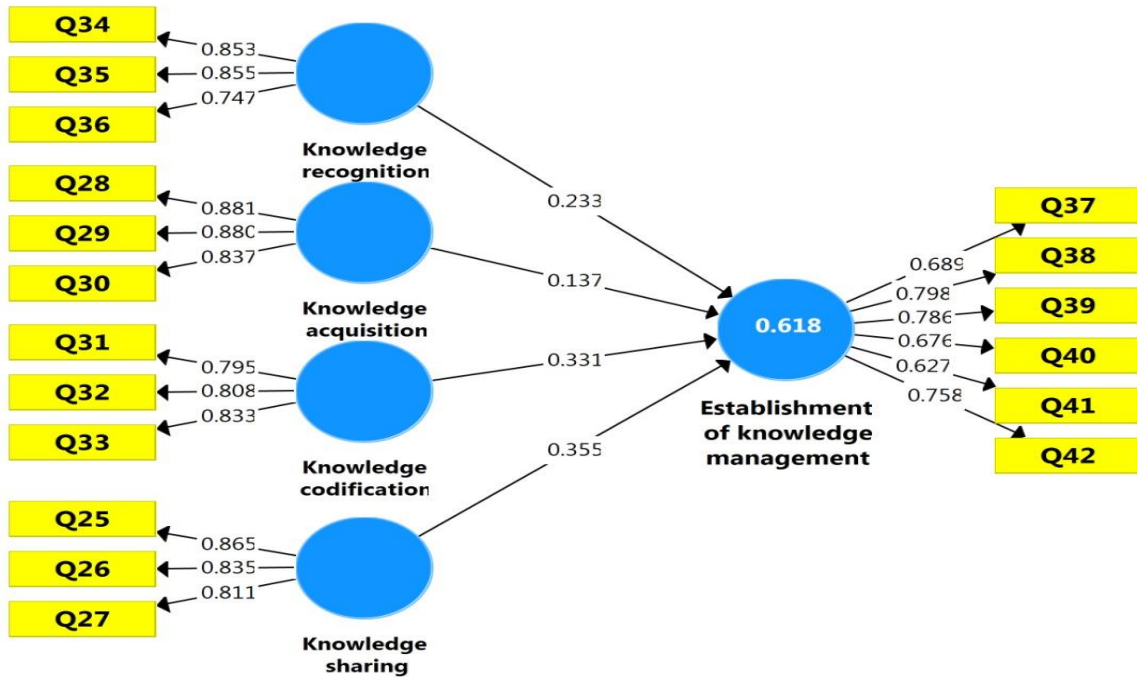 Q34
0.853
Q35
0.855
Q36
0.747
Knowledge
recognition
Q28
0.881
Q29
0.880
Q30
0.837
Knowledge
acquisition
Q31
0.795
Q32
0.808
Q33
0.833
Knowledge
codification
Q25
0.865
Q26
0.835
Q27
0.811
Knowledge
sharing
0.233
0.137
0.331
0.355
0.618
Establishment
of knowledge
management
0.689
0.798
0.786
0.676
0.627
0.758
Q37
Q38
Q39
Q40
Q41
Q42